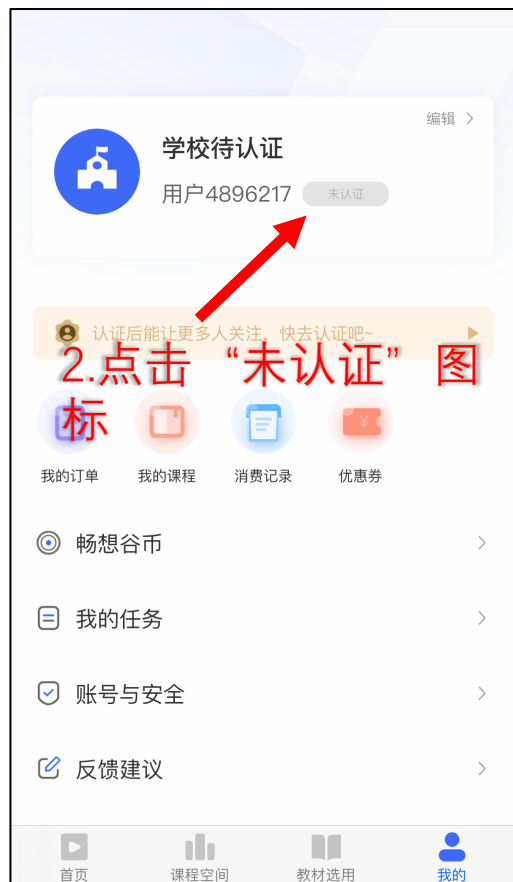 编辑
学校待认证
用户4896217 未认证
认证后能让更多人关注，快去认证吧~
2.点击“未认证”图
标
我的订单 我的课程 消费记录 优惠券
畅想谷币
我的任务
账号与安全
反馈建议
首页 课程空间 教材选用 我的